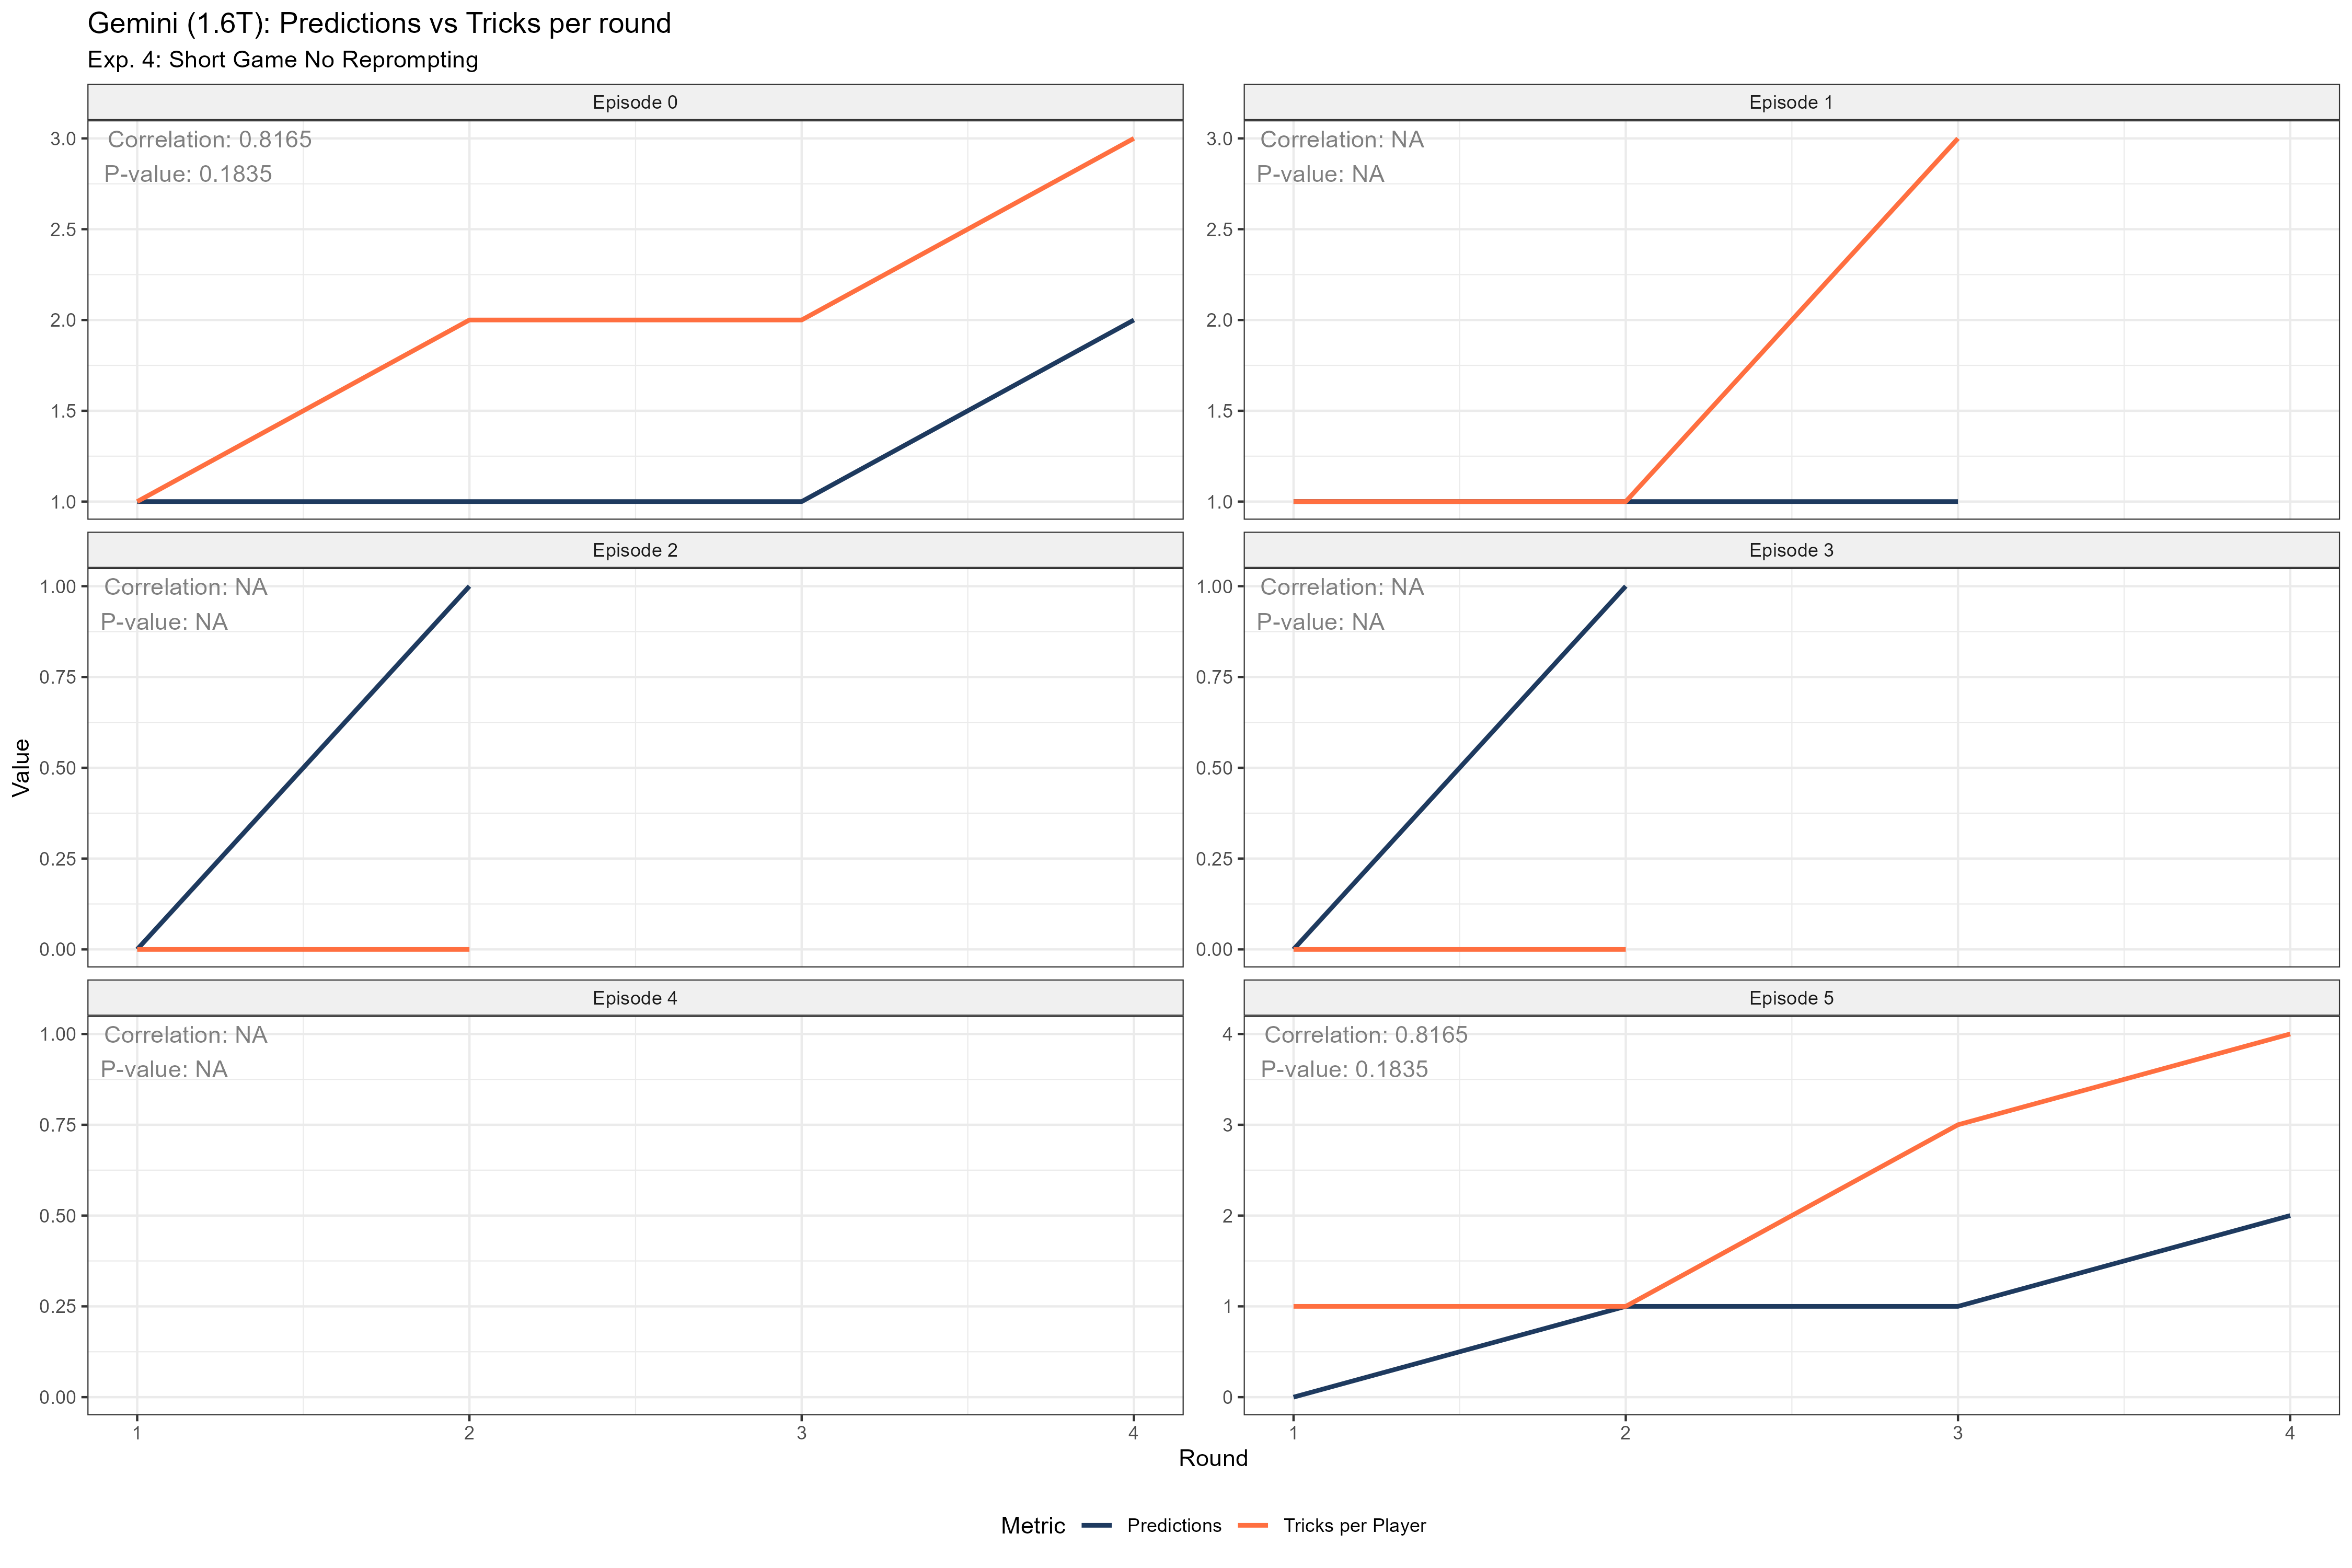 Gemini (1.6T): Predictions vs Tricks per round
Exp. 4: Short Game No Reprompting
Episode 0
Correlation: 0.8165
P-value: 0.1835
3.0
2.5
2.0
1.5
1.0
Episode 1
Correlation: NA
P-value: NA
3.0
2.5
2.0
1.5
1.0
Episode 2
Correlation: NA
P-value: NA
1.00
0.75
0.50
0.25
0.00
Episode 3
Correlation: NA
P-value: NA
1.00
0.75
0.50
0.25
0.00
Value
Episode 4
Correlation: NA
P-value: NA
1.00
0.75
0.50
0.25
0.00
1 2 3 4
Episode 5
Correlation: 0.8165
P-value: 0.1835
4
3
2
1
0
1 2 3 4
Round
Metric Predictions Tricks per Player